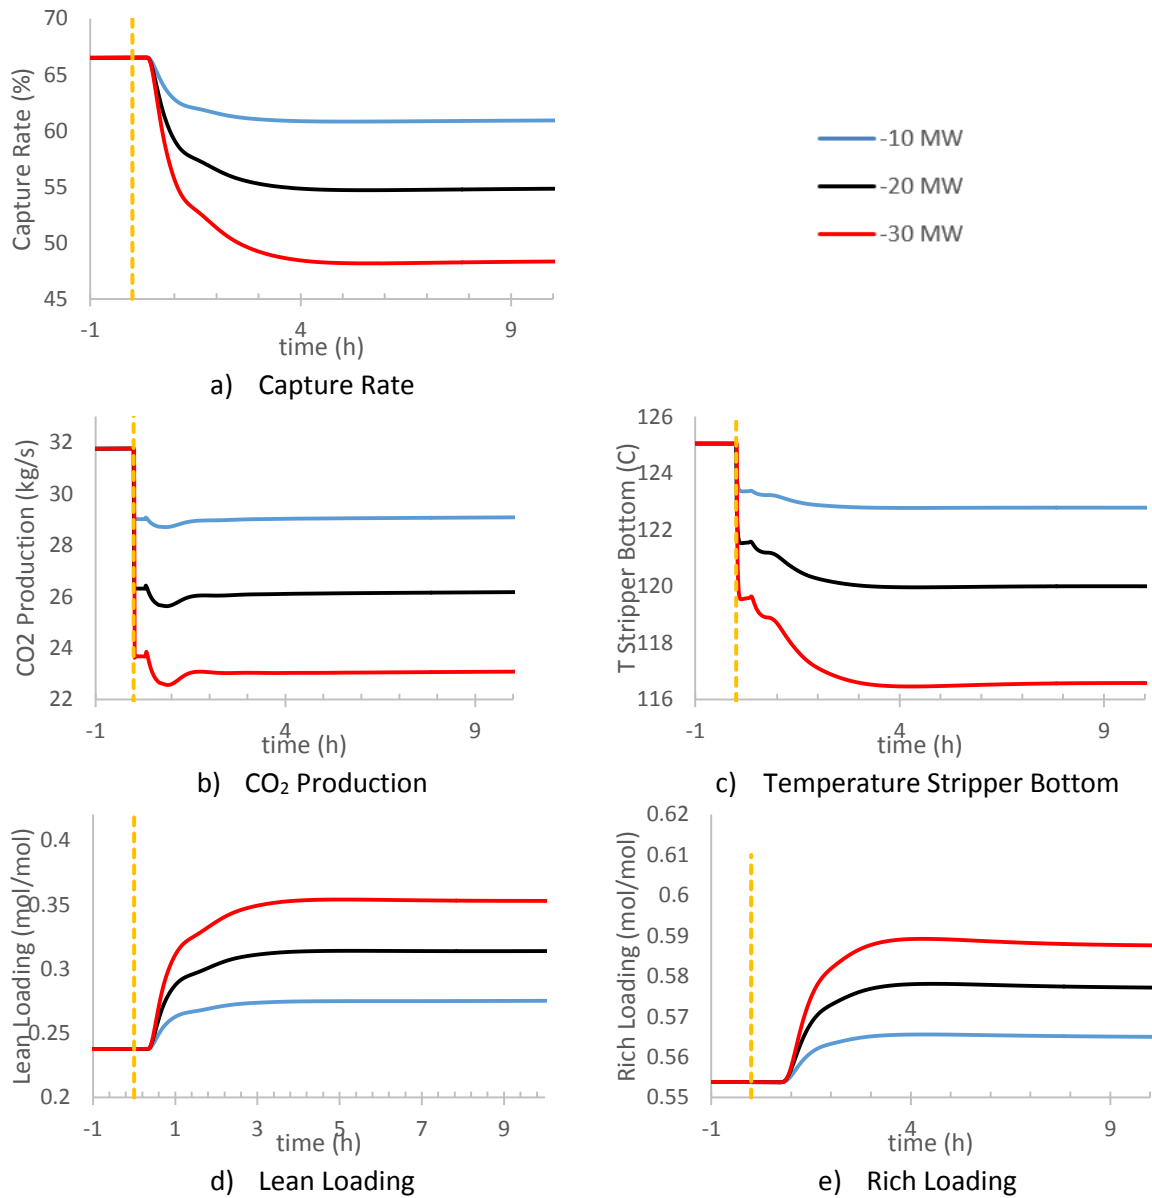 70
65
60
55
50
45
Capture Rate (%)
-1
4
9
time (h)
a) Capture Rate
-10 MW
-20 MW
-30 MW
32
30
28
26
24
22
CO2 Production (kg/s)
-1
4
9
time (h)
b) CO₂ Production
126
124
122
120
118
116
T Stripper Bottom (C)
-1
4
9
time (h)
c) Temperature Stripper Bottom
0.4
0.35
0.3
0.25
0.2
Lean Loading (mol/mol)
-1
1
3
5
7
9
time (h)
d) Lean Loading
0.62
0.61
0.6
0.59
0.58
0.57
0.56
0.55
Rich Loading (mol/mol)
-1
4
9
time (h)
e) Rich Loading